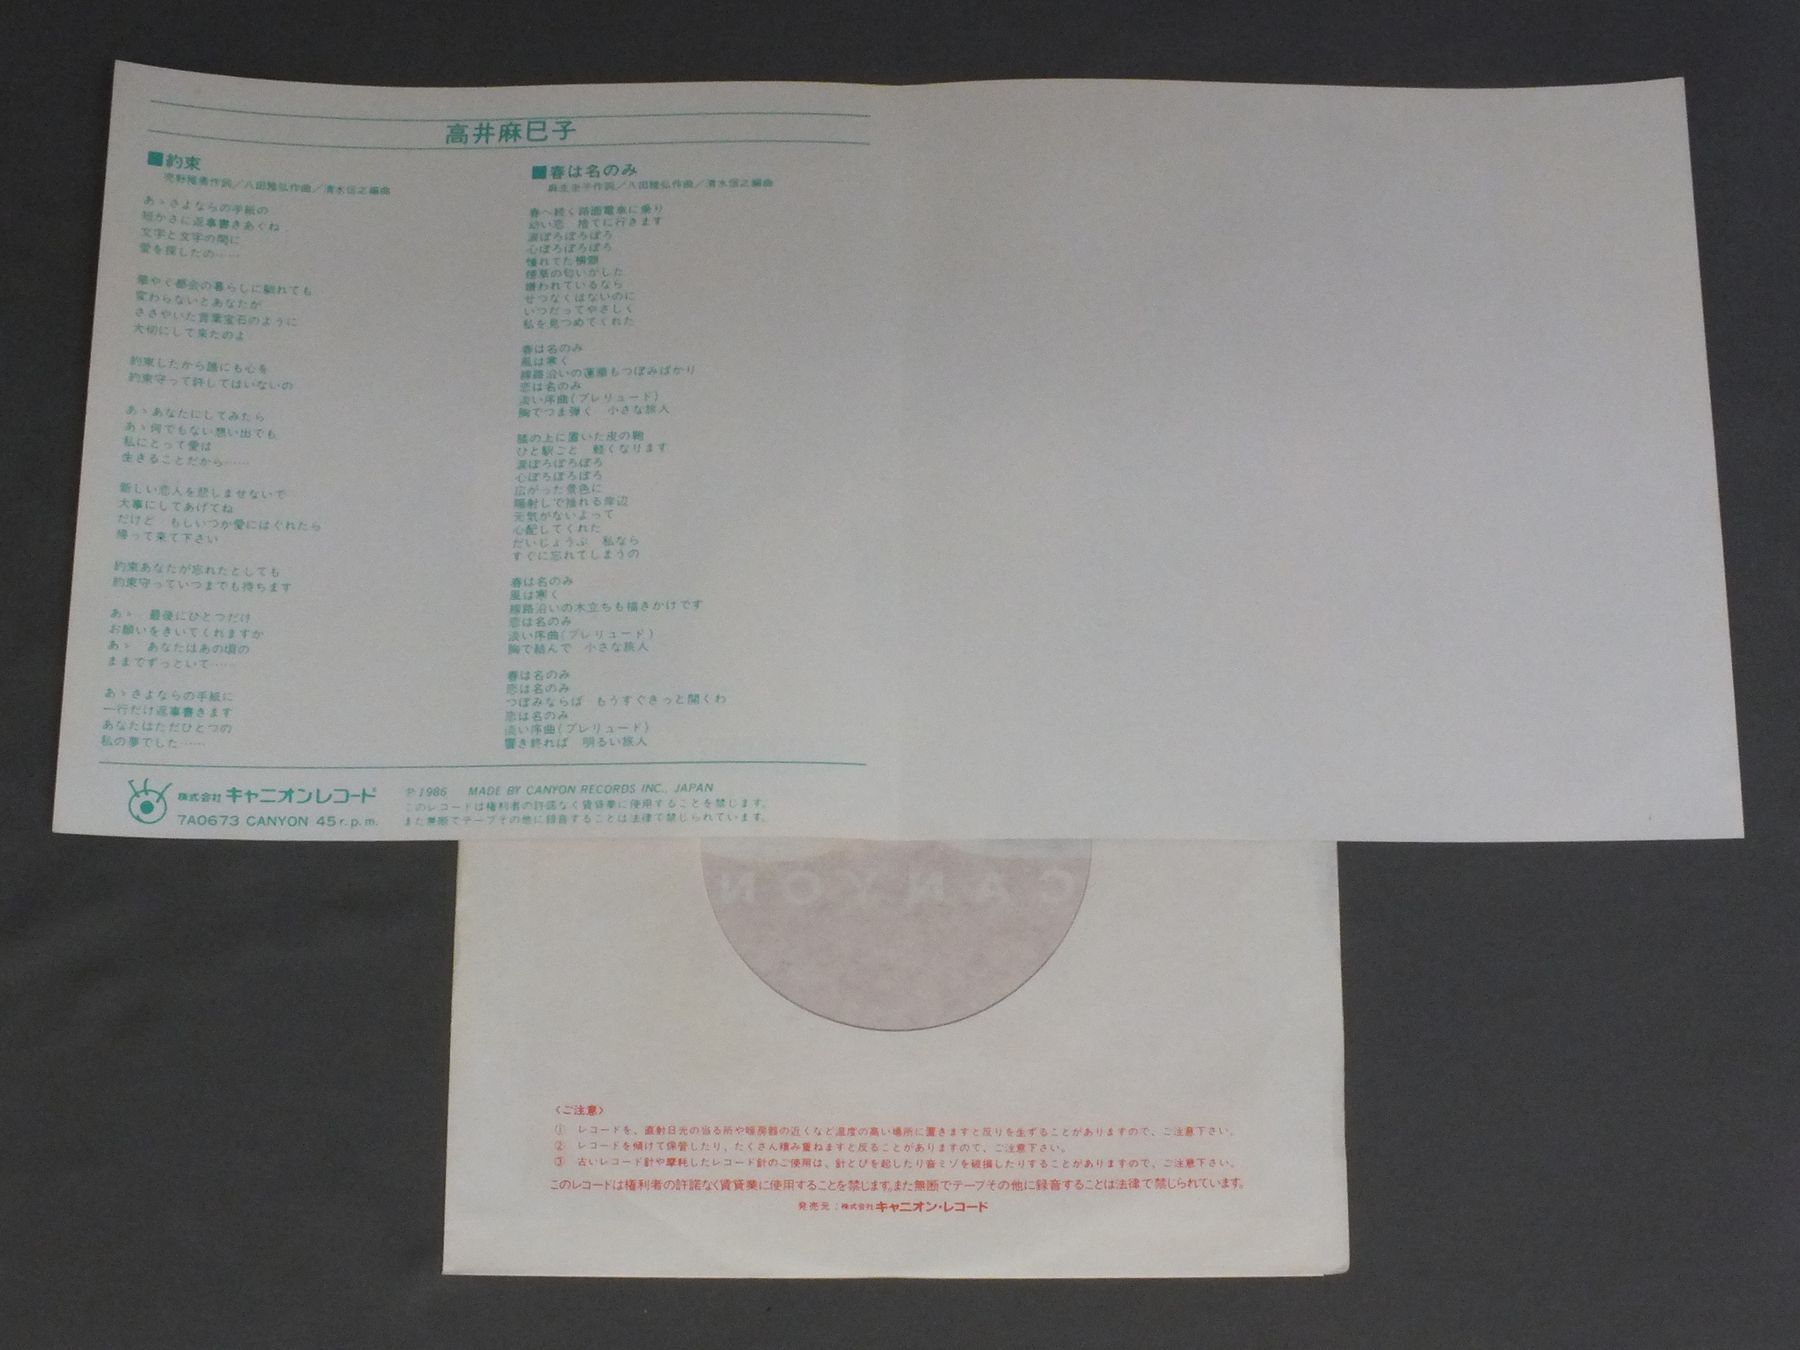 高井麻巳子
■約束
売野雅勇作詞／八田雅弘作曲／清水信之編曲
あゝさよならの手紙の
短かさに返事書きあぐね
文字と文字の間に
愛を探したの……
華やぐ都会の暮らしに馴れても
変わらないとあなたが
ささやいた言葉宝石のように
大切にして来たのよ
約束したから誰にも心を
約束守って許してはいないの
あゝあなたにしてみたら
あゝ何でもない想い出でも
私にとって愛は
生きることだから……
新しい恋人を悲しませないで
大事にしてあげてね
だけど　もしいつか愛にはぐれたら
帰って来て下さい
約束あなたが忘れたとしても
約束守っていつまでも待ちます
あゝ　最後にひとつだけ
お願いをきいてくれますか
あゝ　あなたはあの頃の
ままでずっといて……
あゝさよならの手紙に
一行だけ返事書きます
あなたはただひとつの
私の夢でした……
■春は名のみ
麻生圭子作詞／八田雅弘作曲／清水信之編曲
春へ続く路面電車に乗り
幼い恋　捨てに行きます
涙ぽろぽろぽろ
心ぽろぽろぽろ
憧れてた横顔
煙草の匂いがした
嫌われているなら
せつなくはないのに
いつだってやさしく
私を見つめてくれた
春は名のみ
風は寒く
線路沿いの蓮華もつぼみばかり
恋は名のみ
淡い序曲(プレリュード)
胸でつま弾く　小さな旅人
膝の上に置いた皮の鞄
ひと駅ごと　軽くなります
涙ぽろぽろぽろ
心ぽろぽろぽろ
広がった景色に
陽射しで揺れる岸辺
元気がないよって
心配してくれた
だいじょうぶ　私なら
すぐに忘れてしまうの
春は名のみ
風は寒く
線路沿いの木立ちも描きかけです
恋は名のみ
淡い序曲(プレリュード)
胸で結んで　小さな旅人
春は名のみ
恋は名のみ
つぼみならば　もうすぐきっと開くわ
恋は名のみ
淡い序曲(プレリュード)
響き終れば　明るい旅人
株式会社キャニオンレコード
7A0673 CANYON 45r.p.m.
Ⓟ1986　MADE BY CANYON RECORDS INC., JAPAN
このレコードは権利者の許諾なく賃貸業に使用することを禁じます。
また無断でテープその他に録音することは法律で禁じられています。
CANYON
〈ご注意〉
① レコードを、直射日光の当る所や暖房器の近くなど温度の高い場所に置きますと反りを生ずることがありますので、ご注意下さい。
② レコードを傾けて保管したり、たくさん積み重ねますと反ることがありますので、ご注意下さい。
③ 古いレコード針や摩耗したレコード針のご使用は、針とびを起したり音ミゾを破損したりすることがありますので、ご注意下さい。
このレコードは権利者の許諾なく賃貸業に使用することを禁じます。また無断でテープその他に録音することは法律で禁じられています。
発売元：株式会社キャニオン・レコード